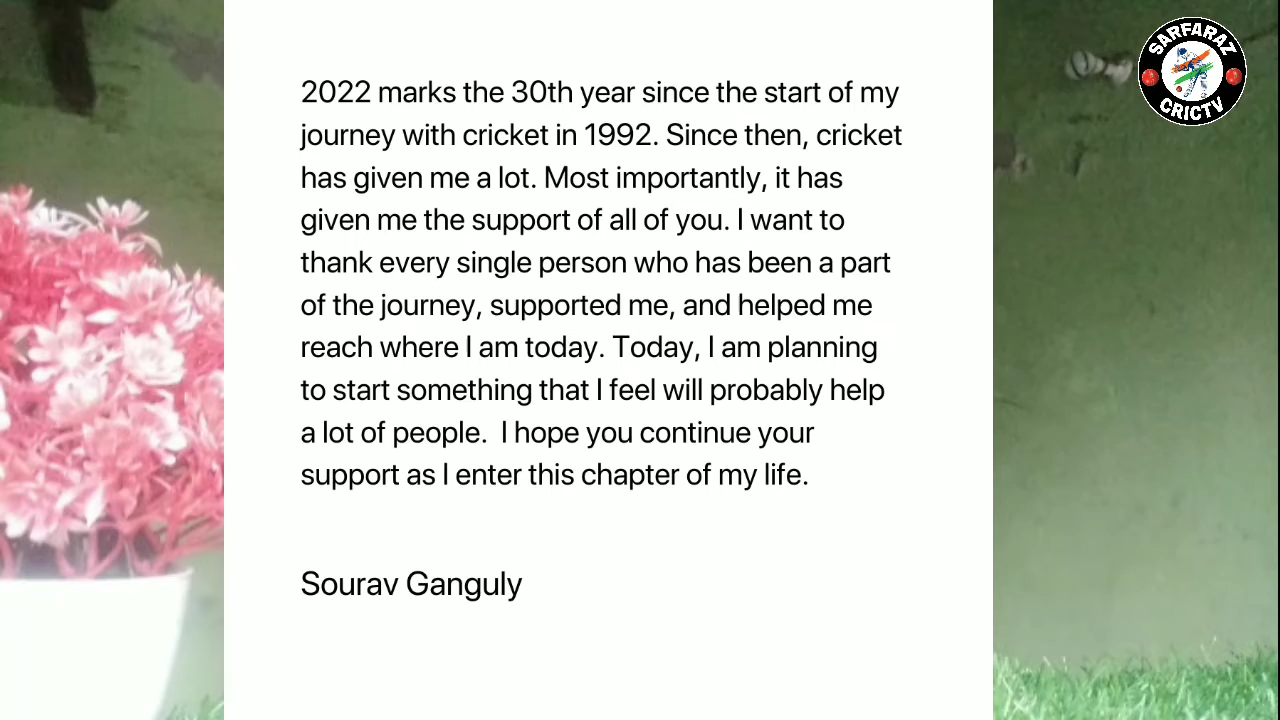 SARFARAZ
CRICTV
2022 marks the 30th year since the start of my
journey with cricket in 1992. Since then, cricket
has given me a lot. Most importantly, it has
given me the support of all of you. I want to
thank every single person who has been a part
of the journey, supported me, and helped me
reach where I am today. Today, I am planning
to start something that I feel will probably help
a lot of people.  I hope you continue your
support as I enter this chapter of my life.
Sourav Ganguly